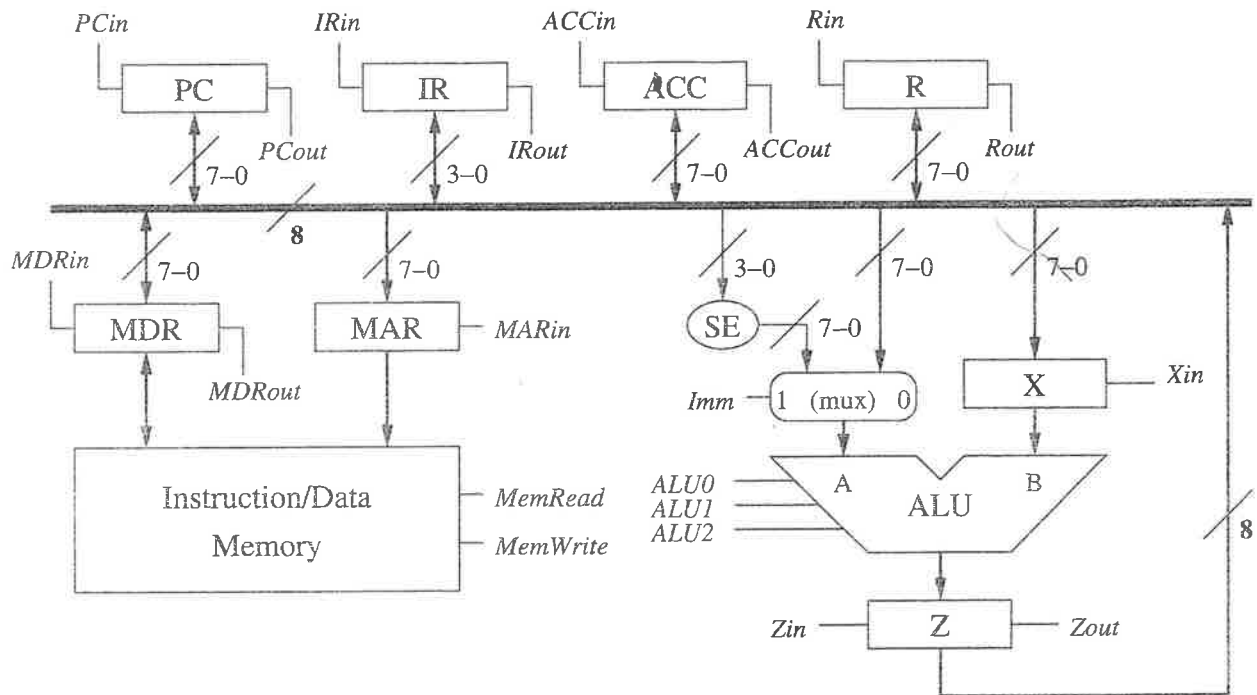 PCin
IRin
ACCin
Rin
PC
IR
ACC
R
PCout
IRout
ACCout
Rout
7–0
3–0
7–0
7–0
8
MDRin
7–0
7–0
3–0
7–0
7–0
MDR
MAR
MARin
SE
7–0
MDRout
Imm
1 (mux) 0
X
Xin
Instruction/Data
Memory
MemRead
MemWrite
ALU0
ALU1
ALU2
A
B
ALU
8
Zin
Z
Zout